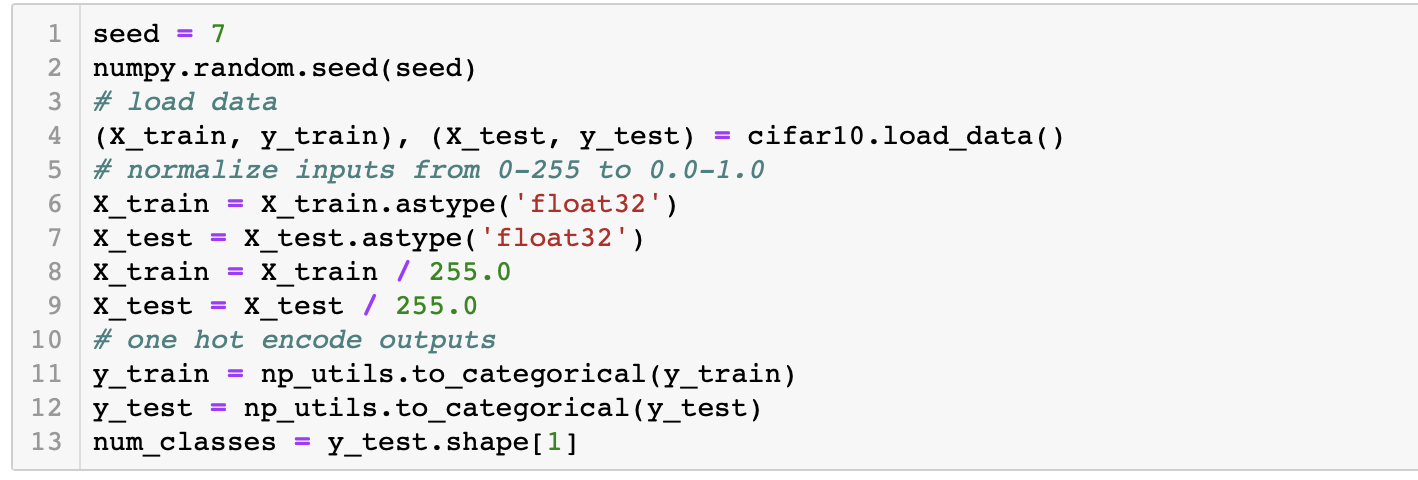 1 seed = 7
2 numpy.random.seed(seed)
3 # load data
4 (X_train, y_train), (X_test, y_test) = cifar10.load_data()
5 # normalize inputs from 0-255 to 0.0-1.0
6 X_train = X_train.astype('float32')
7 X_test = X_test.astype('float32')
8 X_train = X_train / 255.0
9 X_test = X_test / 255.0
10 # one hot encode outputs
11 y_train = np_utils.to_categorical(y_train)
12 y_test = np_utils.to_categorical(y_test)
13 num_classes = y_test.shape[1]